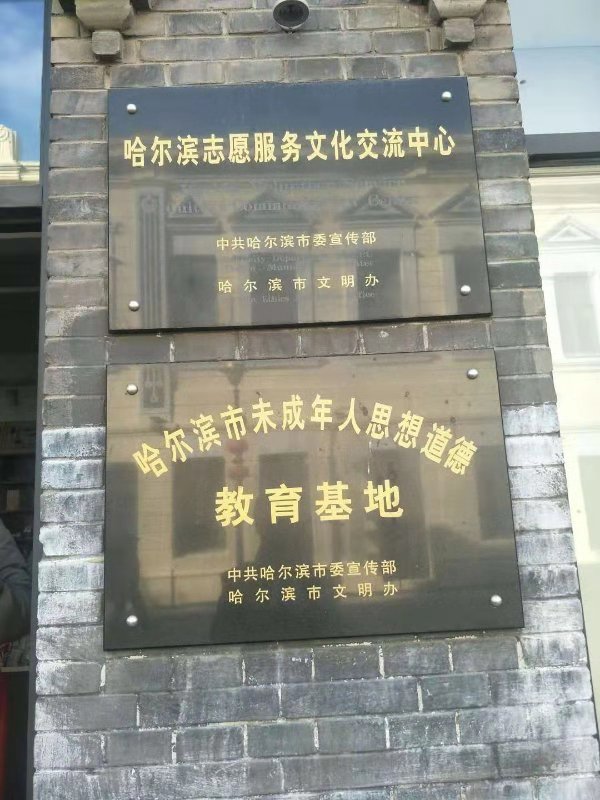 哈尔滨志愿服务文化交流中心
中共哈尔滨市委宣传部
哈尔滨市文明办
哈尔滨市未成年人思想道德
教育基地
中共哈尔滨市委宣传部
哈尔滨市文明办